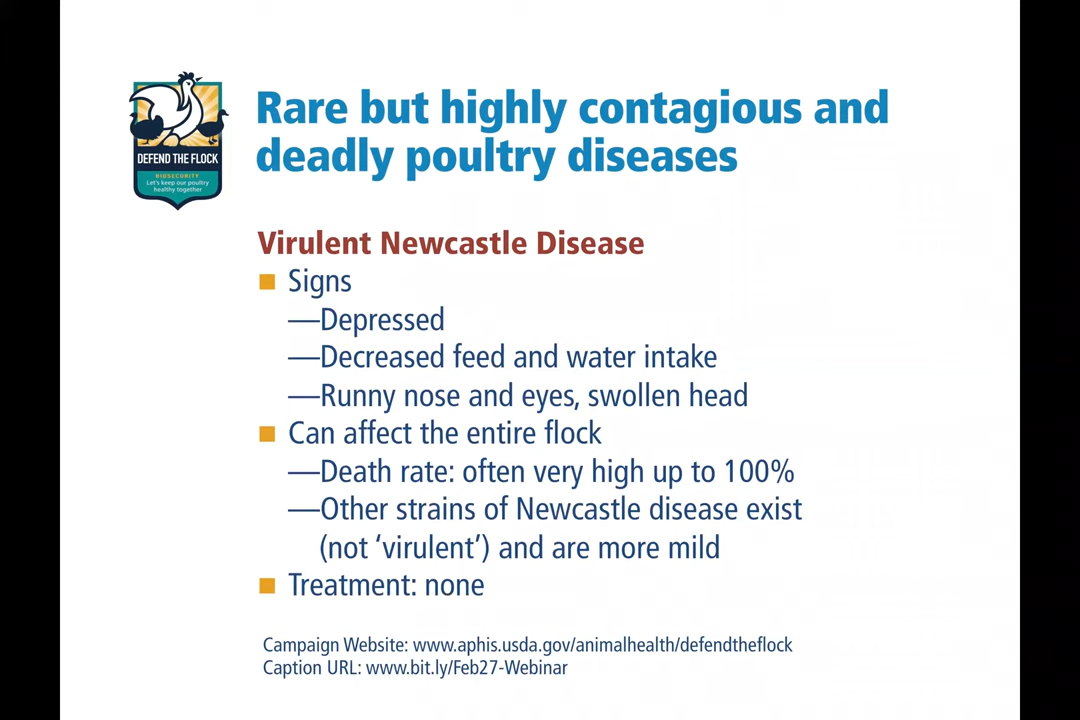 DEFEND THE FLOCK
BIOSECURITY
Let's keep our poultry
healthy together
Rare but highly contagious and
deadly poultry diseases
Virulent Newcastle Disease
■ Signs
—Depressed
—Decreased feed and water intake
—Runny nose and eyes, swollen head
■ Can affect the entire flock
—Death rate: often very high up to 100%
—Other strains of Newcastle disease exist
(not ‘virulent’) and are more mild
■ Treatment: none
Campaign Website: www.aphis.usda.gov/animalhealth/defendtheflock
Caption URL: www.bit.ly/Feb27-Webinar